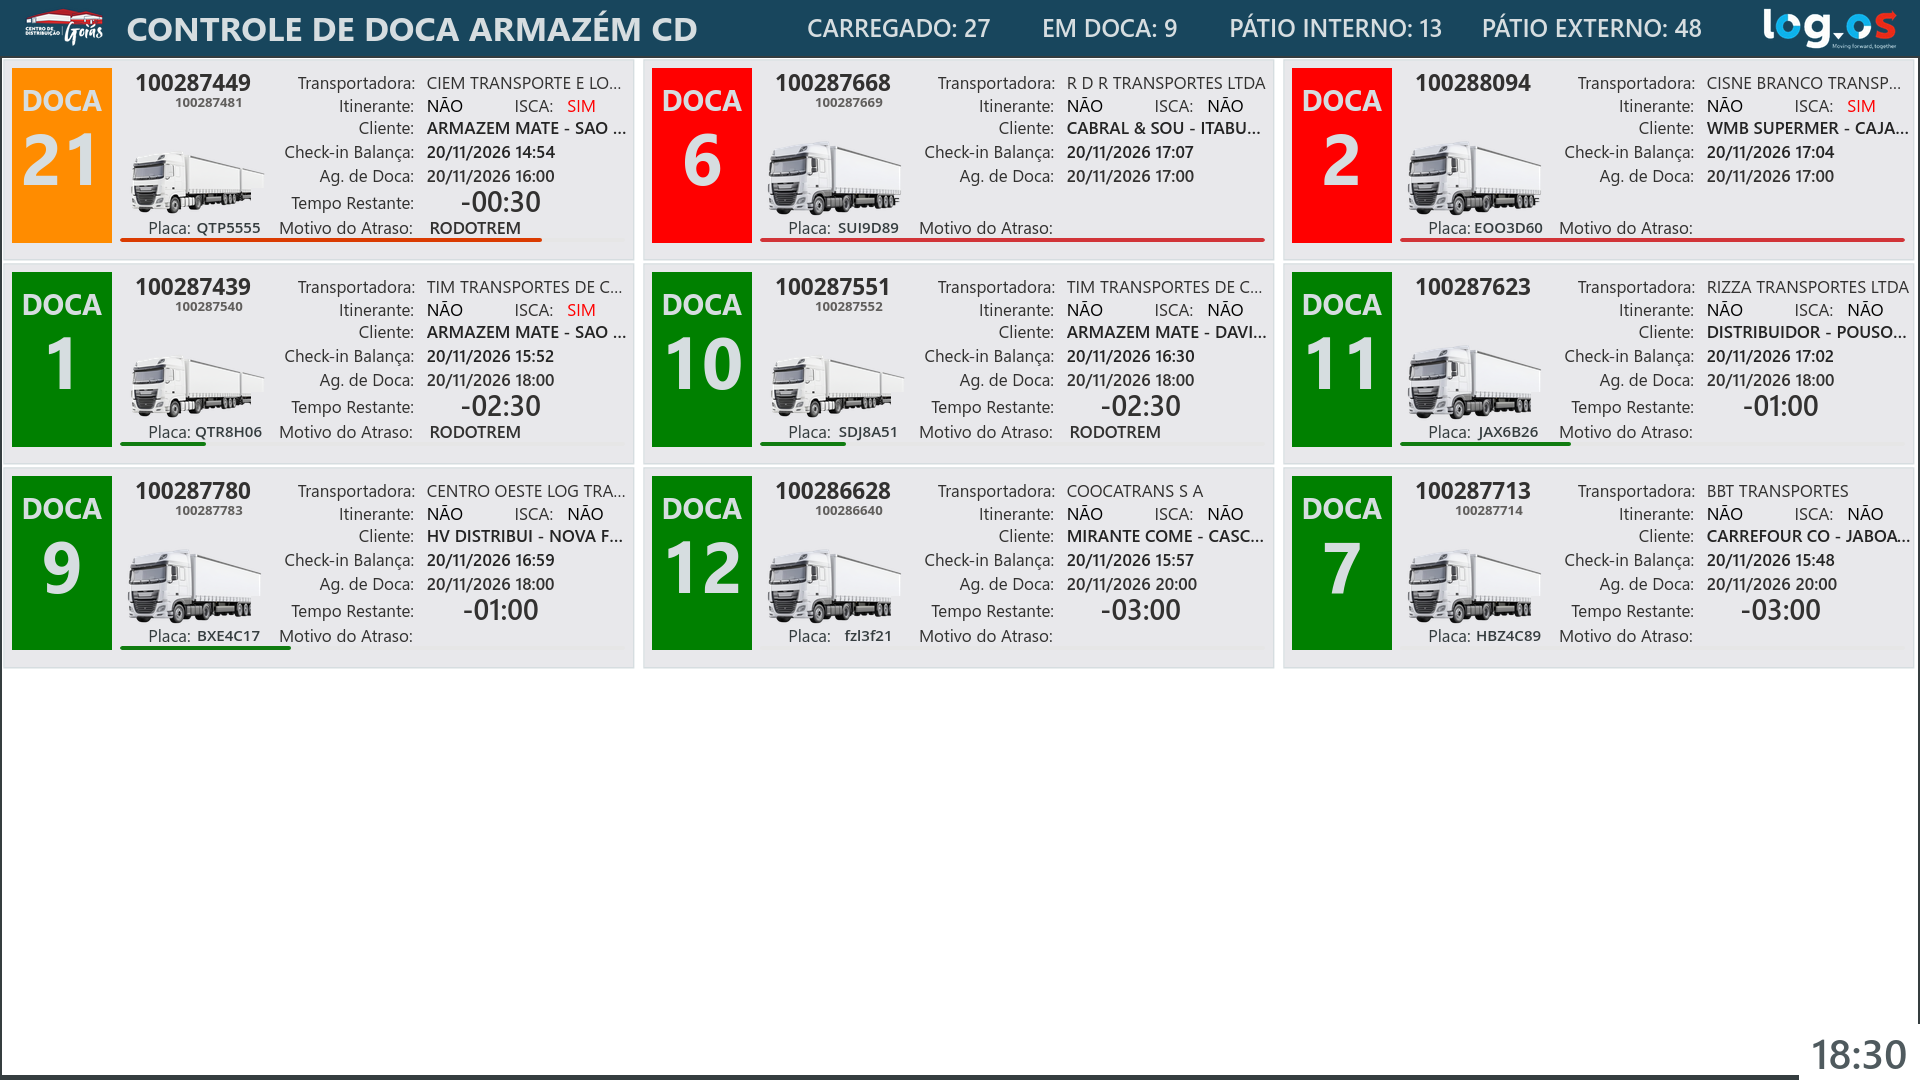 CENTRO DE DISTRIBUIÇÃO Goiás
CONTROLE DE DOCA ARMAZÉM CD
CARREGADO: 27 EM DOCA: 9 PÁTIO INTERNO: 13 PÁTIO EXTERNO: 48
log.os
Moving forward, together
DOCA
21
100287449
100287481
Transportadora: CIEM TRANSPORTE E LO...
Itinerante: NÃO ISCA: SIM
Cliente: ARMAZEM MATE - SAO ...
Check-in Balança: 20/11/2026 14:54
Ag. de Doca: 20/11/2026 16:00
Tempo Restante: -00:30
Placa: QTP5555 Motivo do Atraso: RODOTREM
DOCA
6
100287668
100287669
Transportadora: R D R TRANSPORTES LTDA
Itinerante: NÃO ISCA: NÃO
Cliente: CABRAL & SOU - ITABU...
Check-in Balança: 20/11/2026 17:07
Ag. de Doca: 20/11/2026 17:00
Placa: SUI9D89 Motivo do Atraso:
DOCA
2
100288094
Transportadora: CISNE BRANCO TRANSP...
Itinerante: NÃO ISCA: SIM
Cliente: WMB SUPERMER - CAJA...
Check-in Balança: 20/11/2026 17:04
Ag. de Doca: 20/11/2026 17:00
Placa: EOO3D60 Motivo do Atraso:
DOCA
1
100287439
100287540
Transportadora: TIM TRANSPORTES DE C...
Itinerante: NÃO ISCA: SIM
Cliente: ARMAZEM MATE - SAO ...
Check-in Balança: 20/11/2026 15:52
Ag. de Doca: 20/11/2026 18:00
Tempo Restante: -02:30
Placa: QTR8H06 Motivo do Atraso: RODOTREM
DOCA
10
100287551
100287552
Transportadora: TIM TRANSPORTES DE C...
Itinerante: NÃO ISCA: NÃO
Cliente: ARMAZEM MATE - DAVI...
Check-in Balança: 20/11/2026 16:30
Ag. de Doca: 20/11/2026 18:00
Tempo Restante: -02:30
Placa: SDJ8A51 Motivo do Atraso: RODOTREM
DOCA
11
100287623
Transportadora: RIZZA TRANSPORTES LTDA
Itinerante: NÃO ISCA: NÃO
Cliente: DISTRIBUIDOR - POUSO...
Check-in Balança: 20/11/2026 17:02
Ag. de Doca: 20/11/2026 18:00
Tempo Restante: -01:00
Placa: JAX6B26 Motivo do Atraso:
DOCA
9
100287780
100287783
Transportadora: CENTRO OESTE LOG TRA...
Itinerante: NÃO ISCA: NÃO
Cliente: HV DISTRIBUI - NOVA F...
Check-in Balança: 20/11/2026 16:59
Ag. de Doca: 20/11/2026 18:00
Tempo Restante: -01:00
Placa: BXE4C17 Motivo do Atraso:
DOCA
12
100286628
100286640
Transportadora: COOCATRANS S A
Itinerante: NÃO ISCA: NÃO
Cliente: MIRANTE COME - CASC...
Check-in Balança: 20/11/2026 15:57
Ag. de Doca: 20/11/2026 20:00
Tempo Restante: -03:00
Placa: fzl3f21 Motivo do Atraso:
DOCA
7
100287713
100287714
Transportadora: BBT TRANSPORTES
Itinerante: NÃO ISCA: NÃO
Cliente: CARREFOUR CO - JABOA...
Check-in Balança: 20/11/2026 15:48
Ag. de Doca: 20/11/2026 20:00
Tempo Restante: -03:00
Placa: HBZ4C89 Motivo do Atraso:
18:30